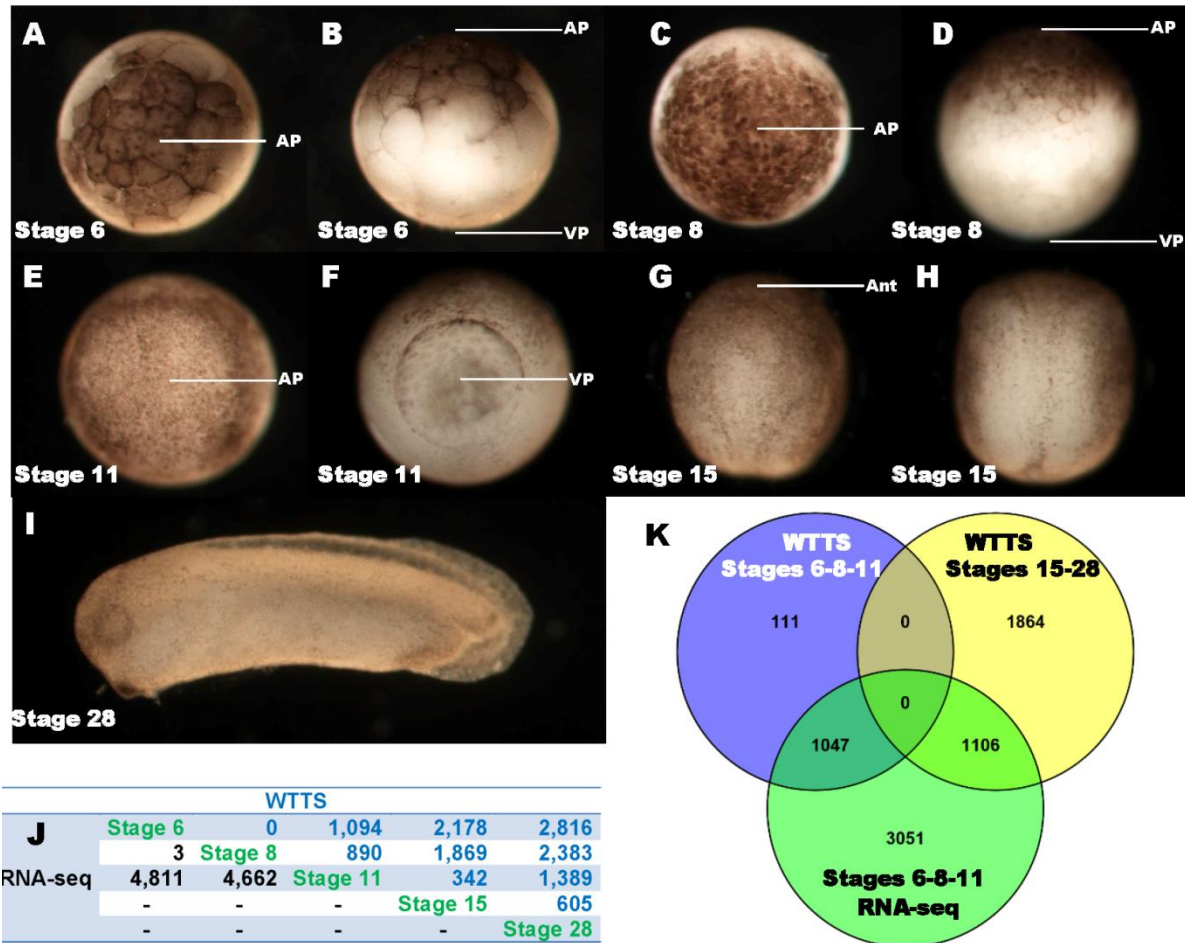 A
B
AP
C
D
AP
AP
AP
Stage 6
Stage 6
VP
Stage 8
Stage 8
VP
E
F
G
Ant
H
AP
VP
Stage 11
Stage 11
Stage 15
Stage 15
I
Stage 28
K
WTTS
Stages 6-8-11
WTTS
Stages 15-28
111
0
1864
0
1047
1106
3051
Stages 6-8-11
RNA-seq
WTTS
J
Stage 6 0 1,094 2,178 2,816
3 Stage 8 890 1,869 2,383
RNA-seq 4,811 4,662 Stage 11 342 1,389
- - - Stage 15 605
- - - - Stage 28